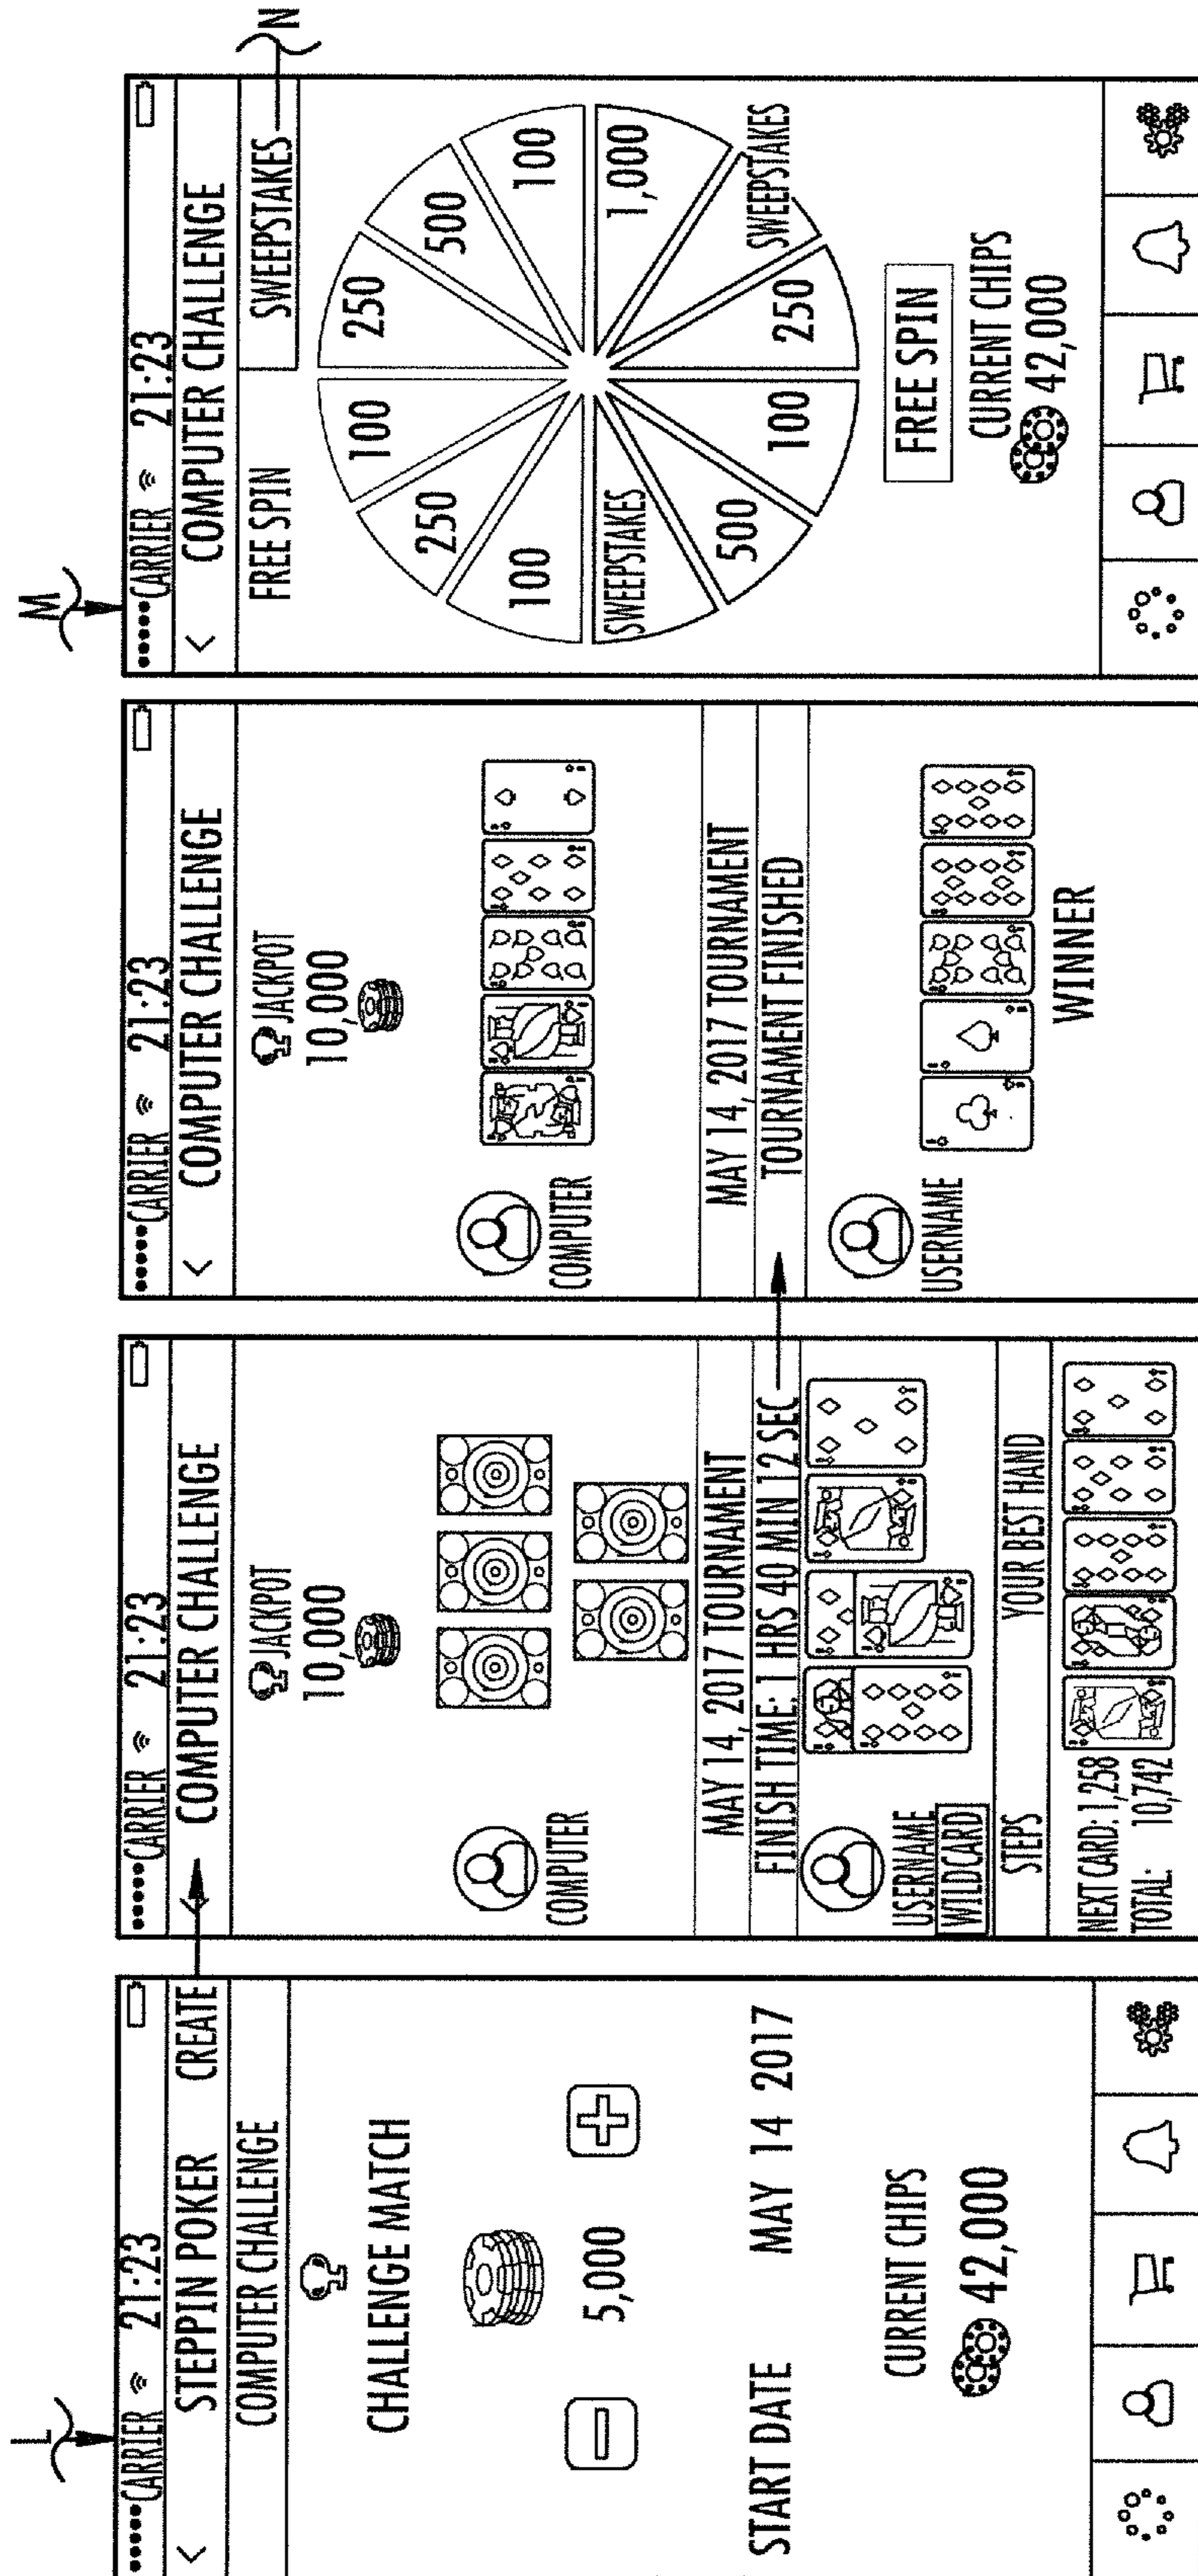 L
•••••CARRIER 21:23
< STEPPIN POKER CREATE
COMPUTER CHALLENGE
CHALLENGE MATCH
5,000
START DATE MAY 14 2017
CURRENT CHIPS
42,000
•••••CARRIER 21:23
< COMPUTER CHALLENGE
JACKPOT
10,000
COMPUTER
MAY 14, 2017 TOURNAMENT
FINISH TIME: 1 HRS 40 MIN 12 SEC
USERNAME
WILDCARD
STEPS YOUR BEST HAND
NEXT CARD: 1,258
TOTAL: 10,742
•••••CARRIER 21:23
< COMPUTER CHALLENGE
JACKPOT
10,000
COMPUTER
MAY 14, 2017 TOURNAMENT
TOURNAMENT FINISHED
USERNAME
WINNER
M
•••••CARRIER 21:23
< COMPUTER CHALLENGE
FREE SPIN SWEEPSTAKES N
100 250
250 500
100 100
SWEEPSTAKES 1,000
500 SWEEPSTAKES
100 250
FREE SPIN
CURRENT CHIPS
42,000